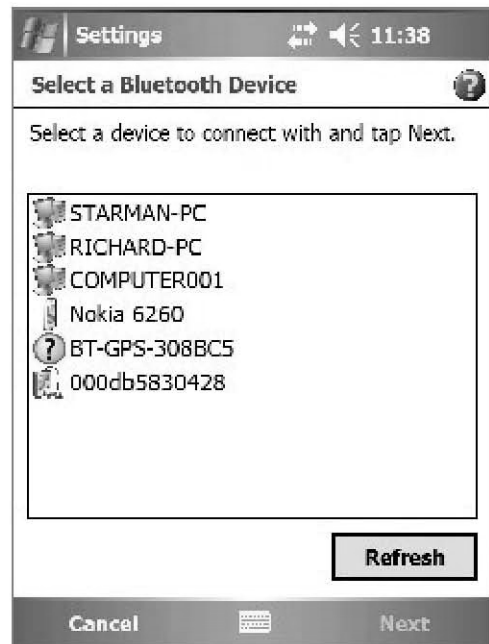 Settings 11:38
Select a Bluetooth Device ?
Select a device to connect with and tap Next.
STARMAN-PC
RICHARD-PC
COMPUTER001
Nokia 6260
? BT-GPS-308BC5
000db5830428
Refresh
Cancel Next